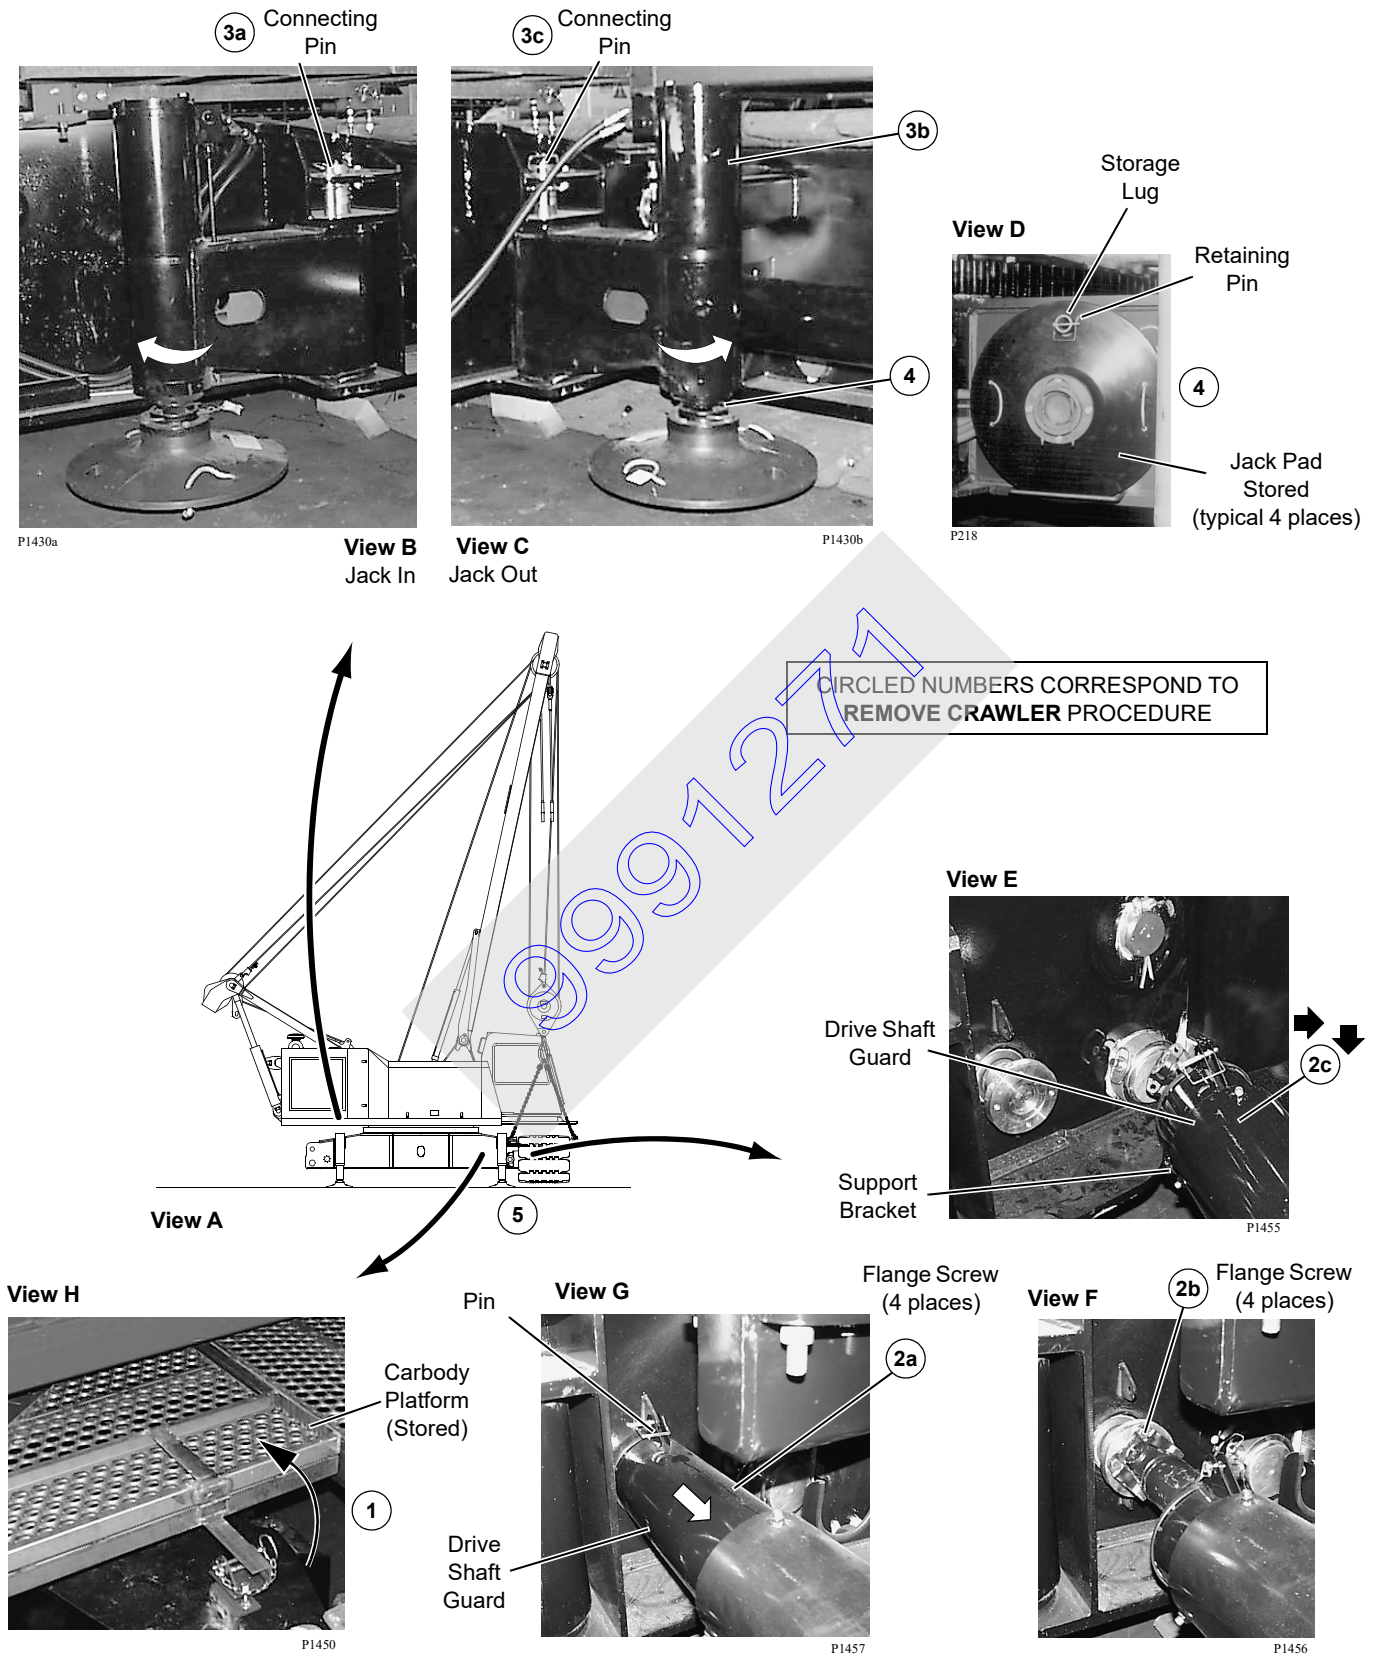 3a
Connecting
Pin
3c
Connecting
Pin
3b
4
P1430a
View B
Jack In
View C
Jack Out
P1430b
Storage
Lug
View D
Retaining
Pin
4
Jack Pad
Stored
(typical 4 places)
P218
CIRCLED NUMBERS CORRESPOND TO
REMOVE CRAWLER PROCEDURE
9991271
View E
Drive Shaft
Guard
2c
Support
Bracket
P1455
View A
5
View H
Carbody
Platform
(Stored)
1
P1450
View G
Pin
Flange Screw
(4 places)
2a
Drive
Shaft
Guard
P1457
View F
2b
Flange Screw
(4 places)
P1456